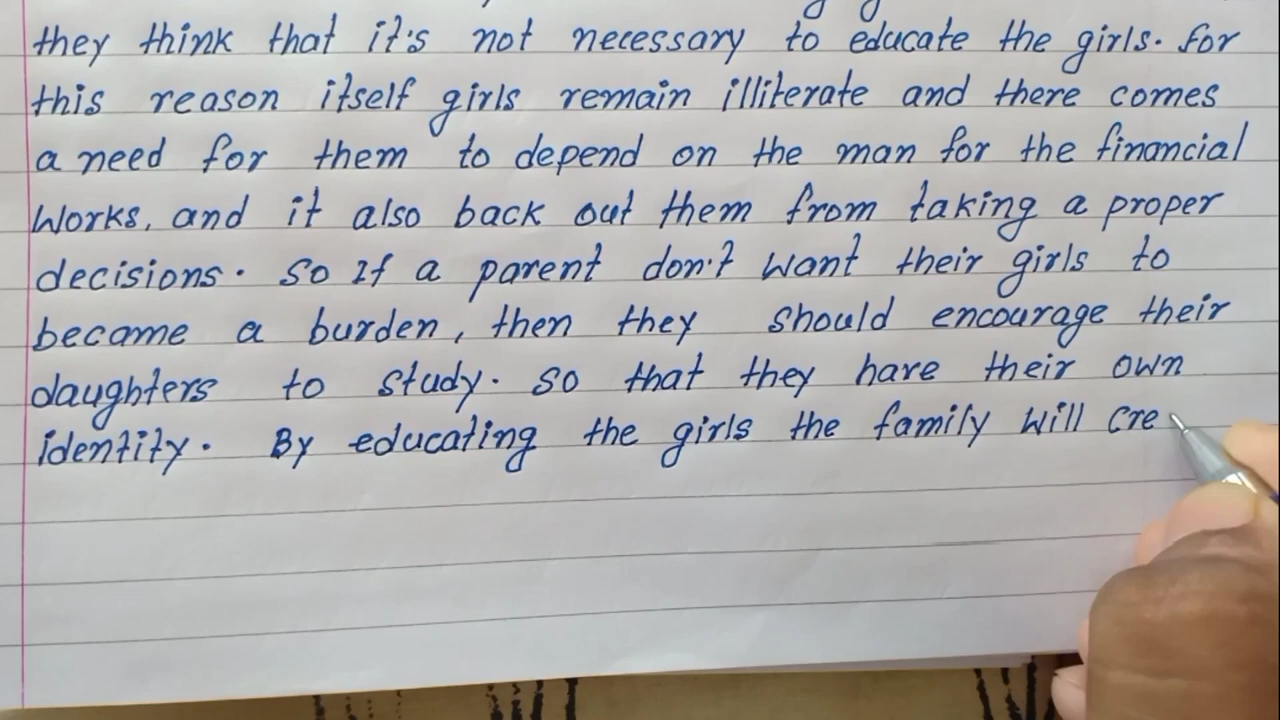 they think that it's not necessary to educate the girls. for
this reason itself girls remain illiterate and there comes
a need for them to depend on the man for the financial
works, and it also back out them from taking a proper
decisions. so If a parent don't want their girls to
became a burden, then they should encourage their
daughters to study. so that they have their own
identity. By educating the girls the family will cre